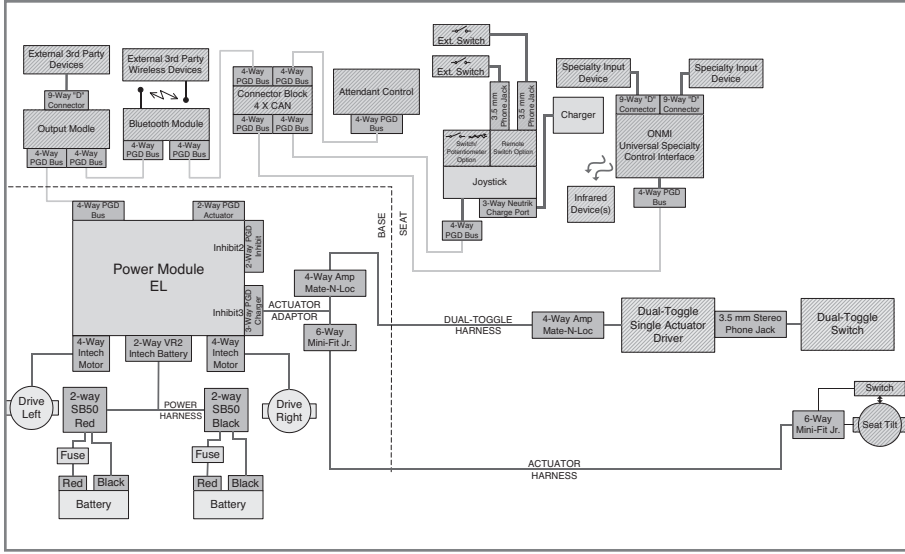 Ext. Switch
Ext. Switch
External 3rd Party
Devices
External 3rd Party
Wireless Devices
4-Way
PGD Bus
4-Way
PGD Bus
Connector Block
4 X CAN
4-Way
PGD Bus
4-Way
PGD Bus
Attendant Control
4-Way PGD
Bus
3.5 mm
Phone Jack
3.5 mm
Phone Jack
Specialty Input
Device
Specialty Input
Device
9-Way "D"
Connector
Output Modle
4-Way
PGD Bus
4-Way
PGD Bus
Bluetooth Module
4-Way
PGD Bus
4-Way
PGD Bus
Charger
9-Way "D"
Connector
9-Way "D"
Connector
ONMI
Universal Specialty
Control Interface
4-Way PGD
Bus
Switch/
Potentiometer
Option
Remote
Switch Option
Joystick
3-Way Neutrik
Charge Port
4-Way
PGD Bus
Infrared
Device(s)
BASE
SEAT
4-Way PGD
Bus
2-Way PGD
Actuator
Inhibit2
2-Way PGD
Inhibit
Power Module
EL
Inhibit3
3-Way PGD
Charger
ACTUATOR
ADAPTOR
4-Way Amp
Mate-N-Loc
6-Way
Mini-Fit Jr.
DUAL-TOGGLE
HARNESS
4-Way Amp
Mate-N-Loc
Dual-Toggle
Single Actuator
Driver
3.5 mm Stereo
Phone Jack
Dual-Toggle
Switch
4-Way
Intech
Motor
2-Way VR2
Intech Battery
4-Way
Intech
Motor
Drive
Left
2-way
SB50
Red
POWER
HARNESS
2-way
SB50
Black
Drive
Right
Fuse
Red
Black
Battery
Fuse
Red
Black
Battery
Switch
6-Way
Mini-Fit Jr.
Seat Tilt
ACTUATOR
HARNESS